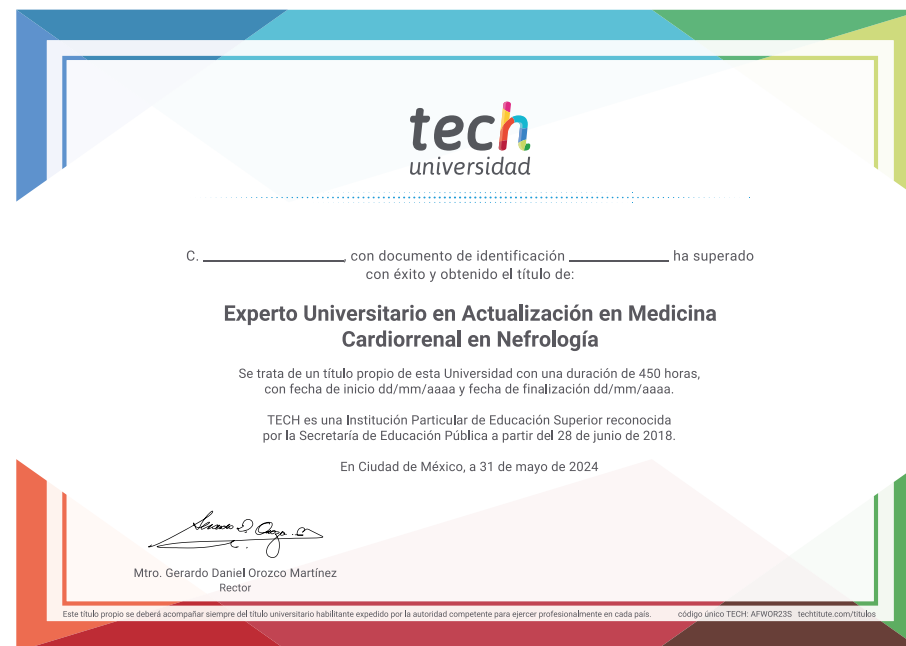 tech
universidad
C. ____________________, con documento de identificación ______________ ha superado
con éxito y obtenido el título de:
Experto Universitario en Actualización en Medicina
Cardiorrenal en Nefrología
Se trata de un título propio de esta Universidad con una duración de 450 horas,
con fecha de inicio dd/mm/aaaa y fecha de finalización dd/mm/aaaa.
TECH es una Institución Particular de Educación Superior reconocida
por la Secretaría de Educación Pública a partir del 28 de junio de 2018.
En Ciudad de México, a 31 de mayo de 2024
Mtro. Gerardo Daniel Orozco Martínez
Rector
Este título propio se deberá acompañar siempre del título universitario habilitante expedido por la autoridad competente para ejercer profesionalmente en cada país. código único TECH: AFWOR23S techtitute.com/titulos